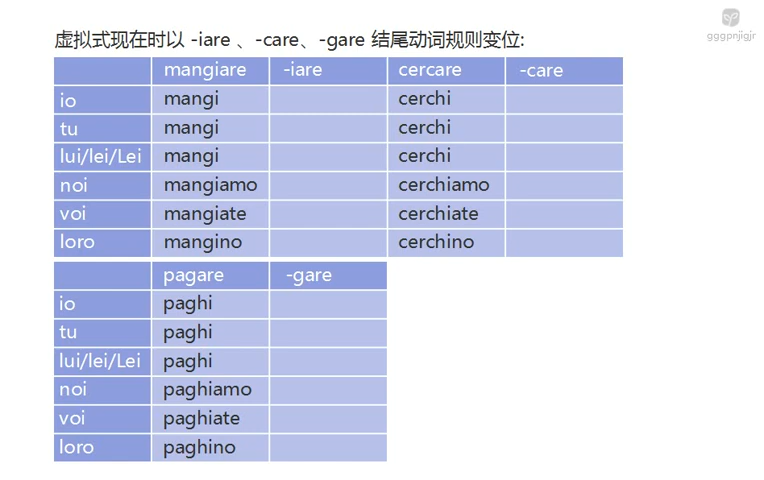 gggpnjigjr
虚拟式现在时以 -iare 、-care、-gare 结尾动词规则变位:
mangiare -iare cercare -care
io mangi cerchi
tu mangi cerchi
lui/lei/Lei mangi cerchi
noi mangiamo cerchiamo
voi mangiate cerchiate
loro mangino cerchino
pagare -gare
io paghi
tu paghi
lui/lei/Lei paghi
noi paghiamo
voi paghiate
loro paghino